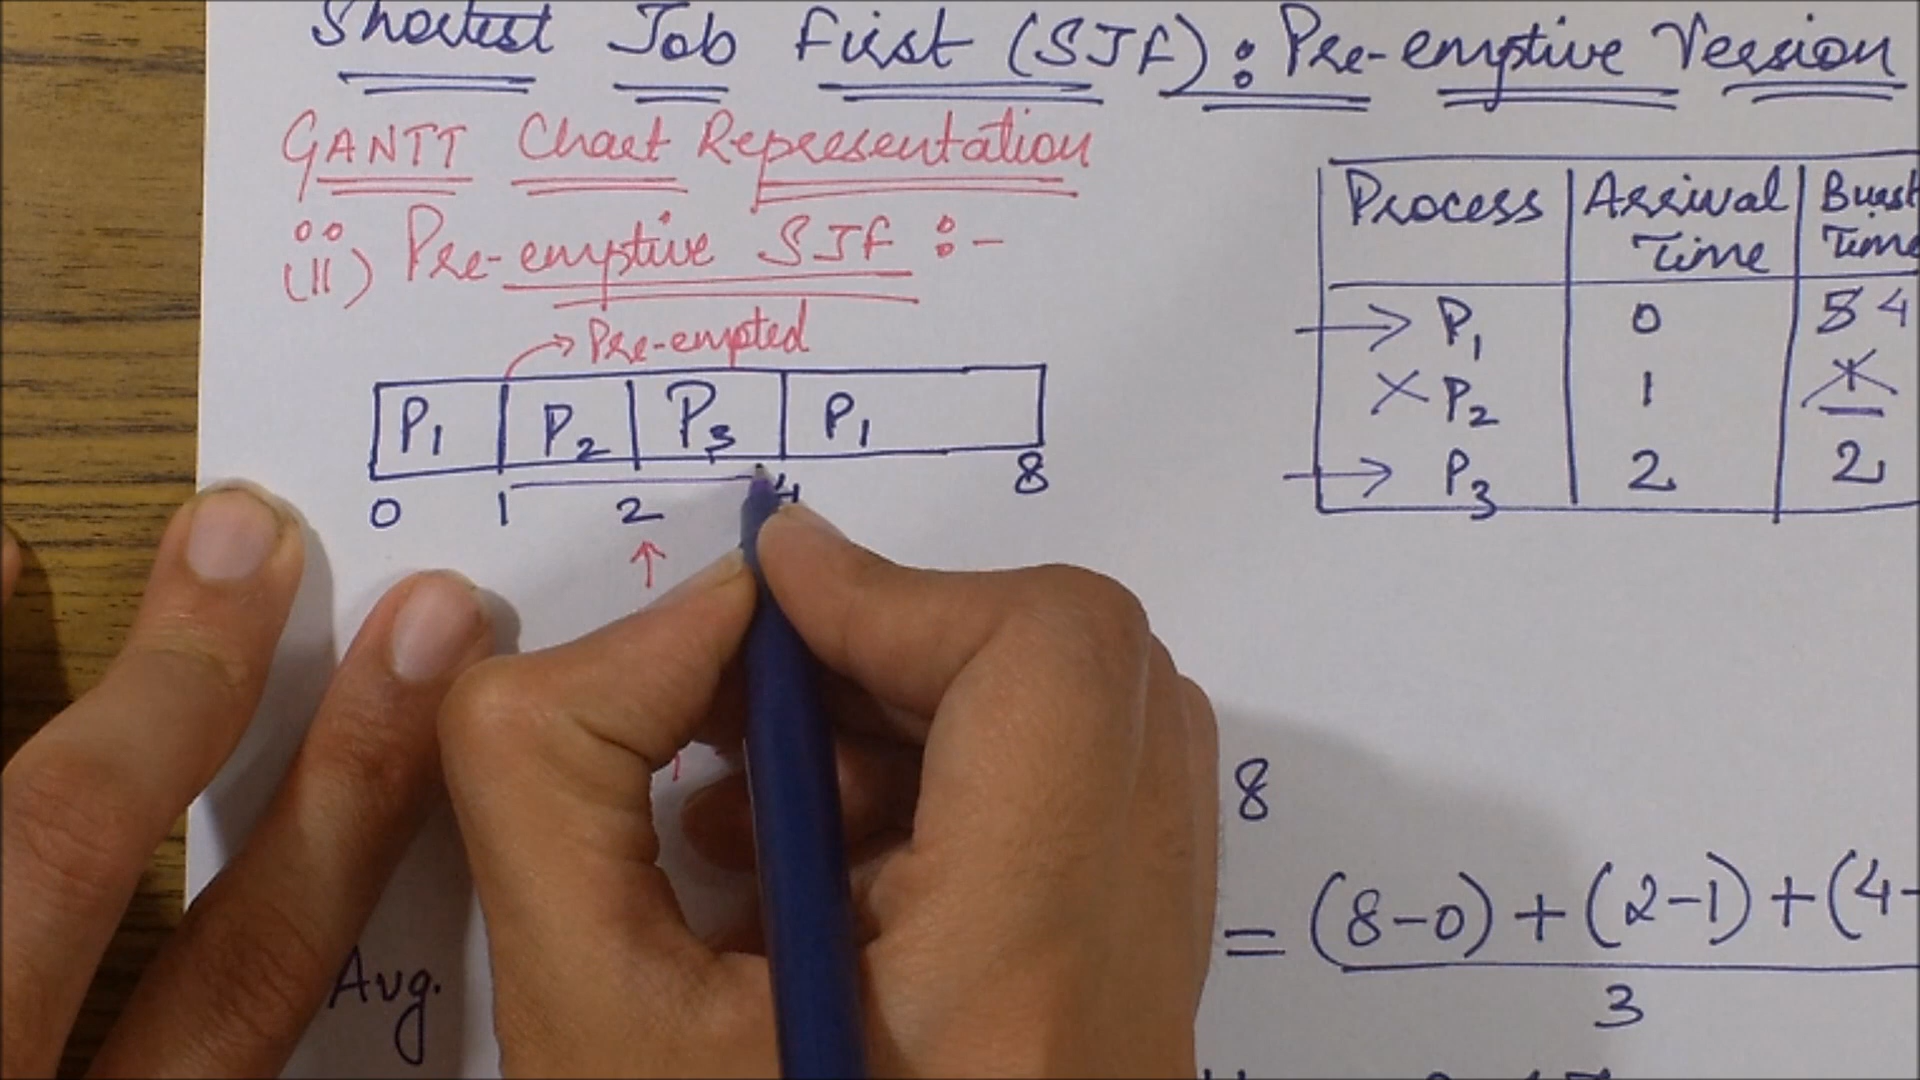 Shortest Job First (SJF) : Pre-emptive Version
GANTT Chart Representation
(ii) Pre-emptive SJF :-
→ Pre-empted
P1 P2 P3 P1
0 1 2 4 8
↑
Process Arrival Time Burst Time
→ P1 0 5 4
× P2 1 1
→ P3 2 2
8
= (8-0) + (2-1) + (4-
3
Avg.